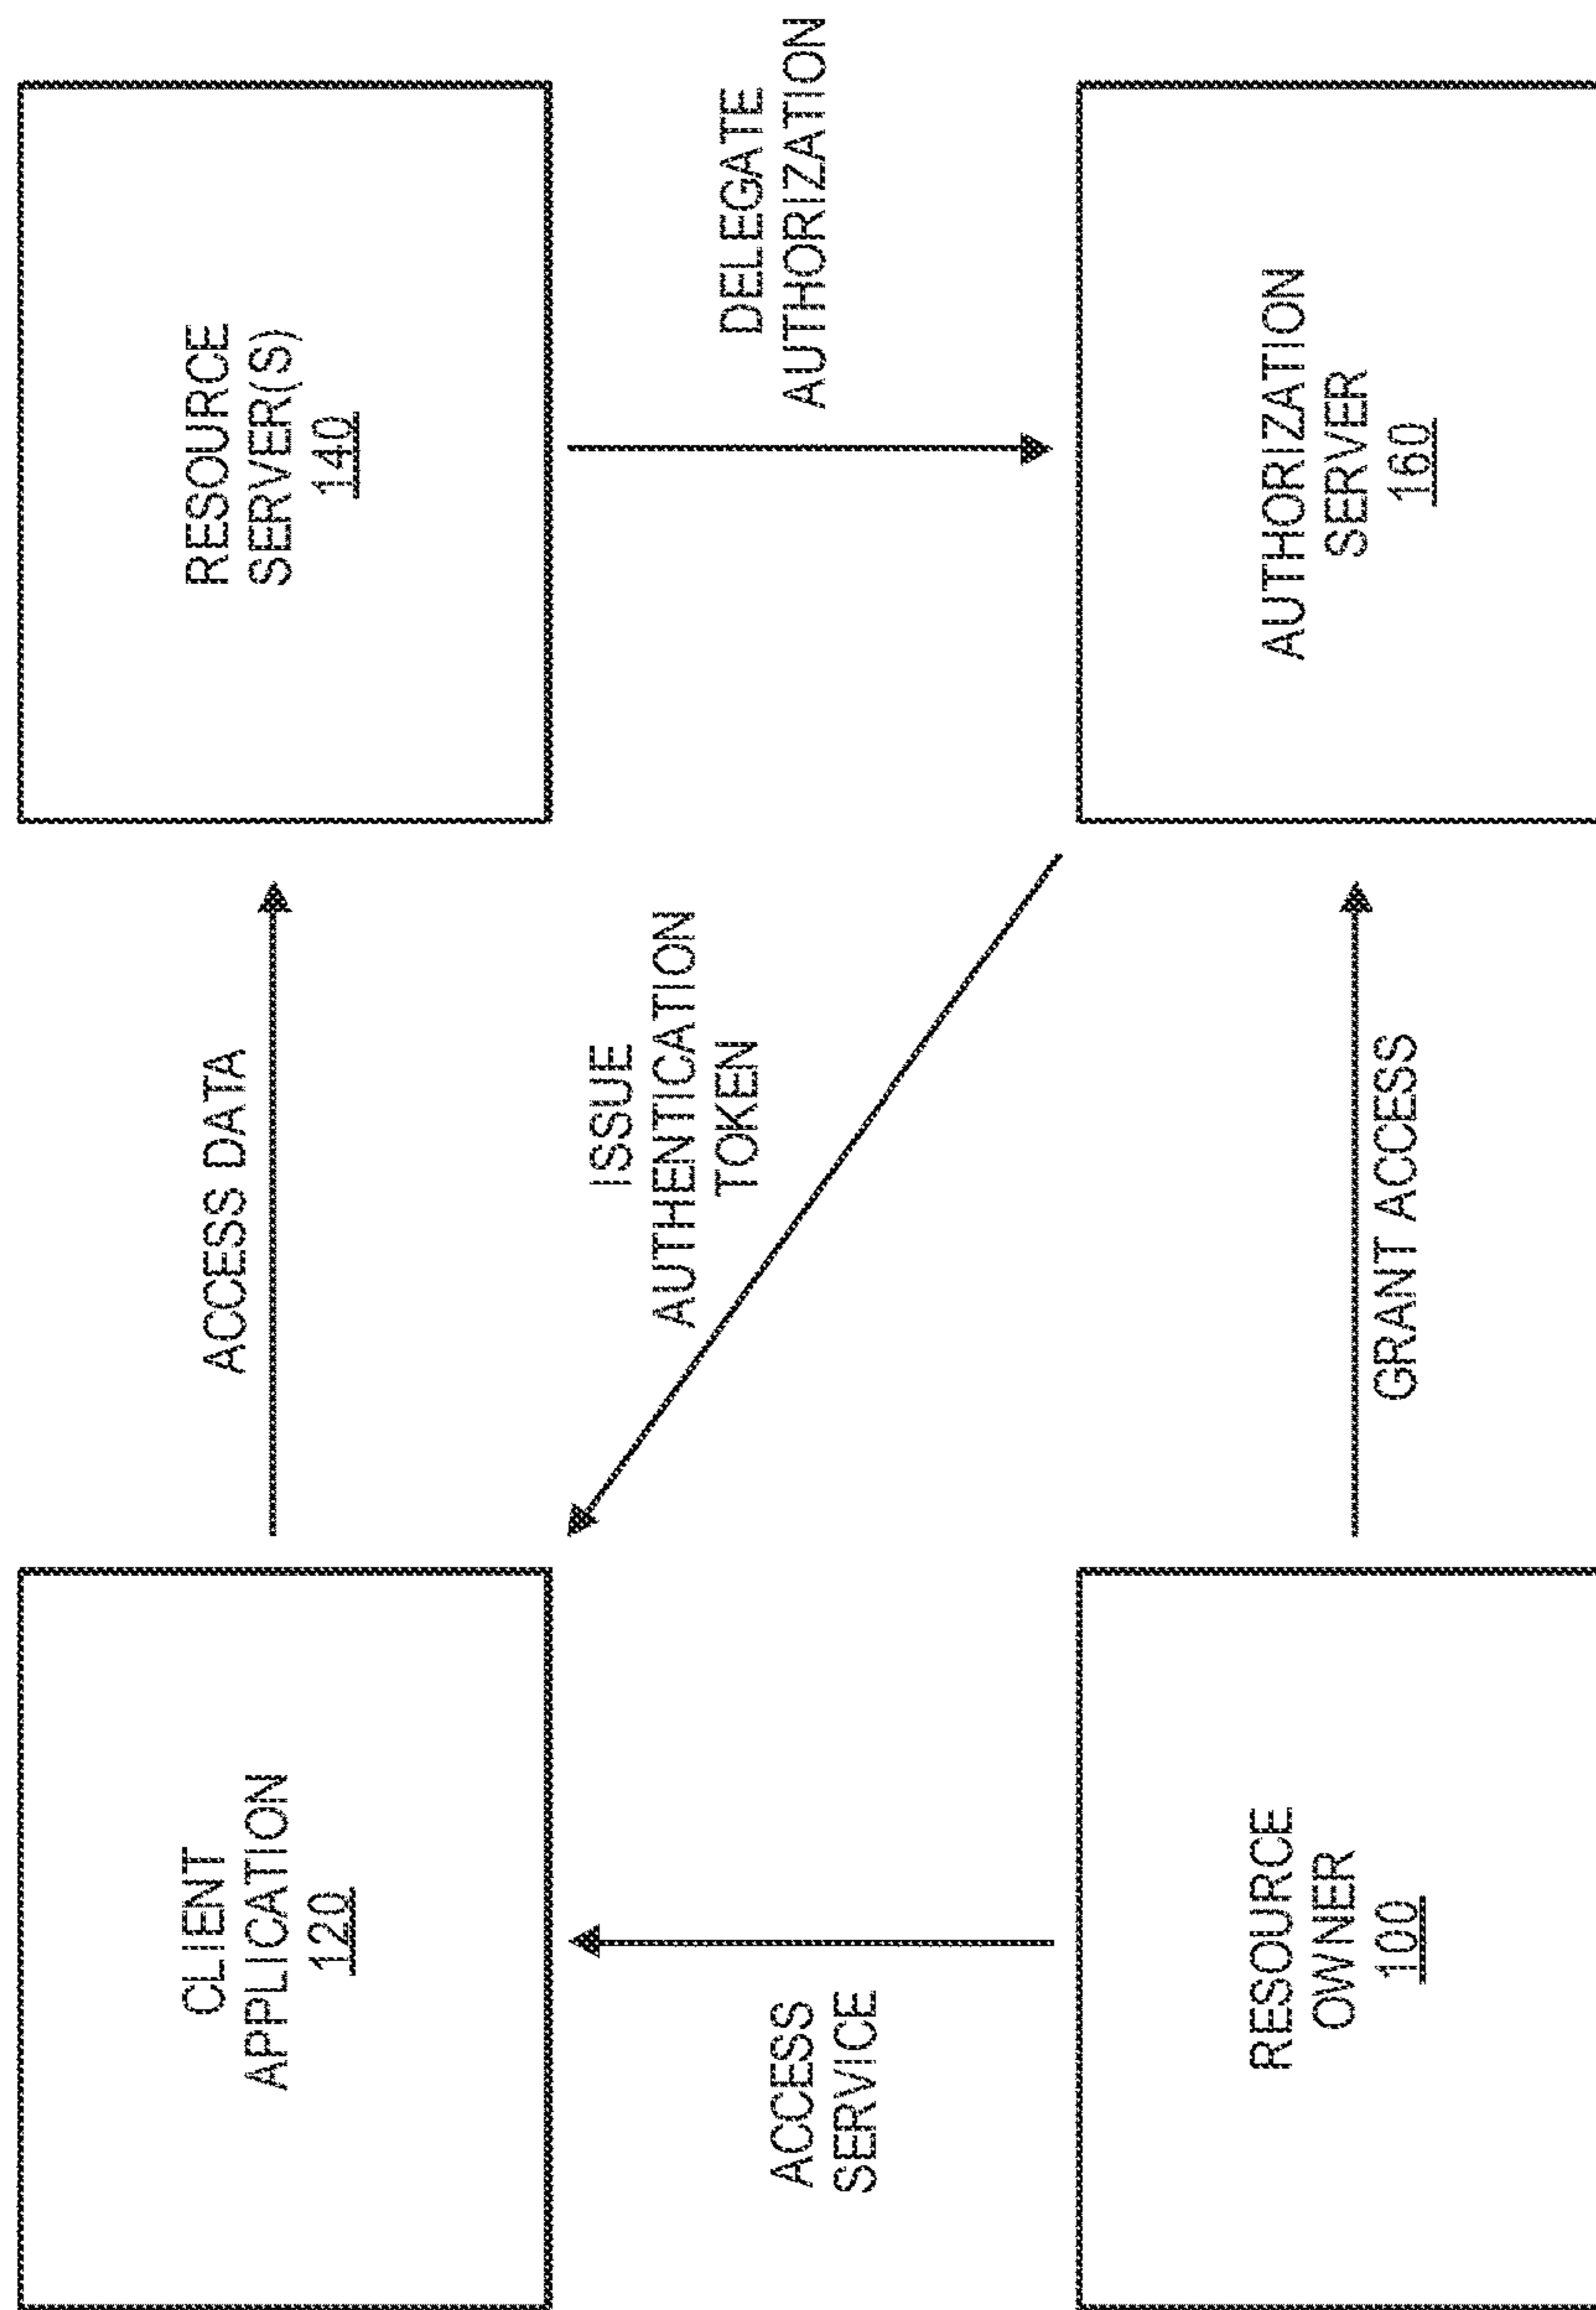 CLIENT
APPLICATION
120
ACCESS DATA
RESOURCE
SERVER(S)
140
ACCESS
SERVICE
ISSUE
AUTHENTICATION
TOKEN
DELEGATE
AUTHORIZATION
RESOURCE
OWNER
100
GRANT ACCESS
AUTHORIZATION
SERVER
160